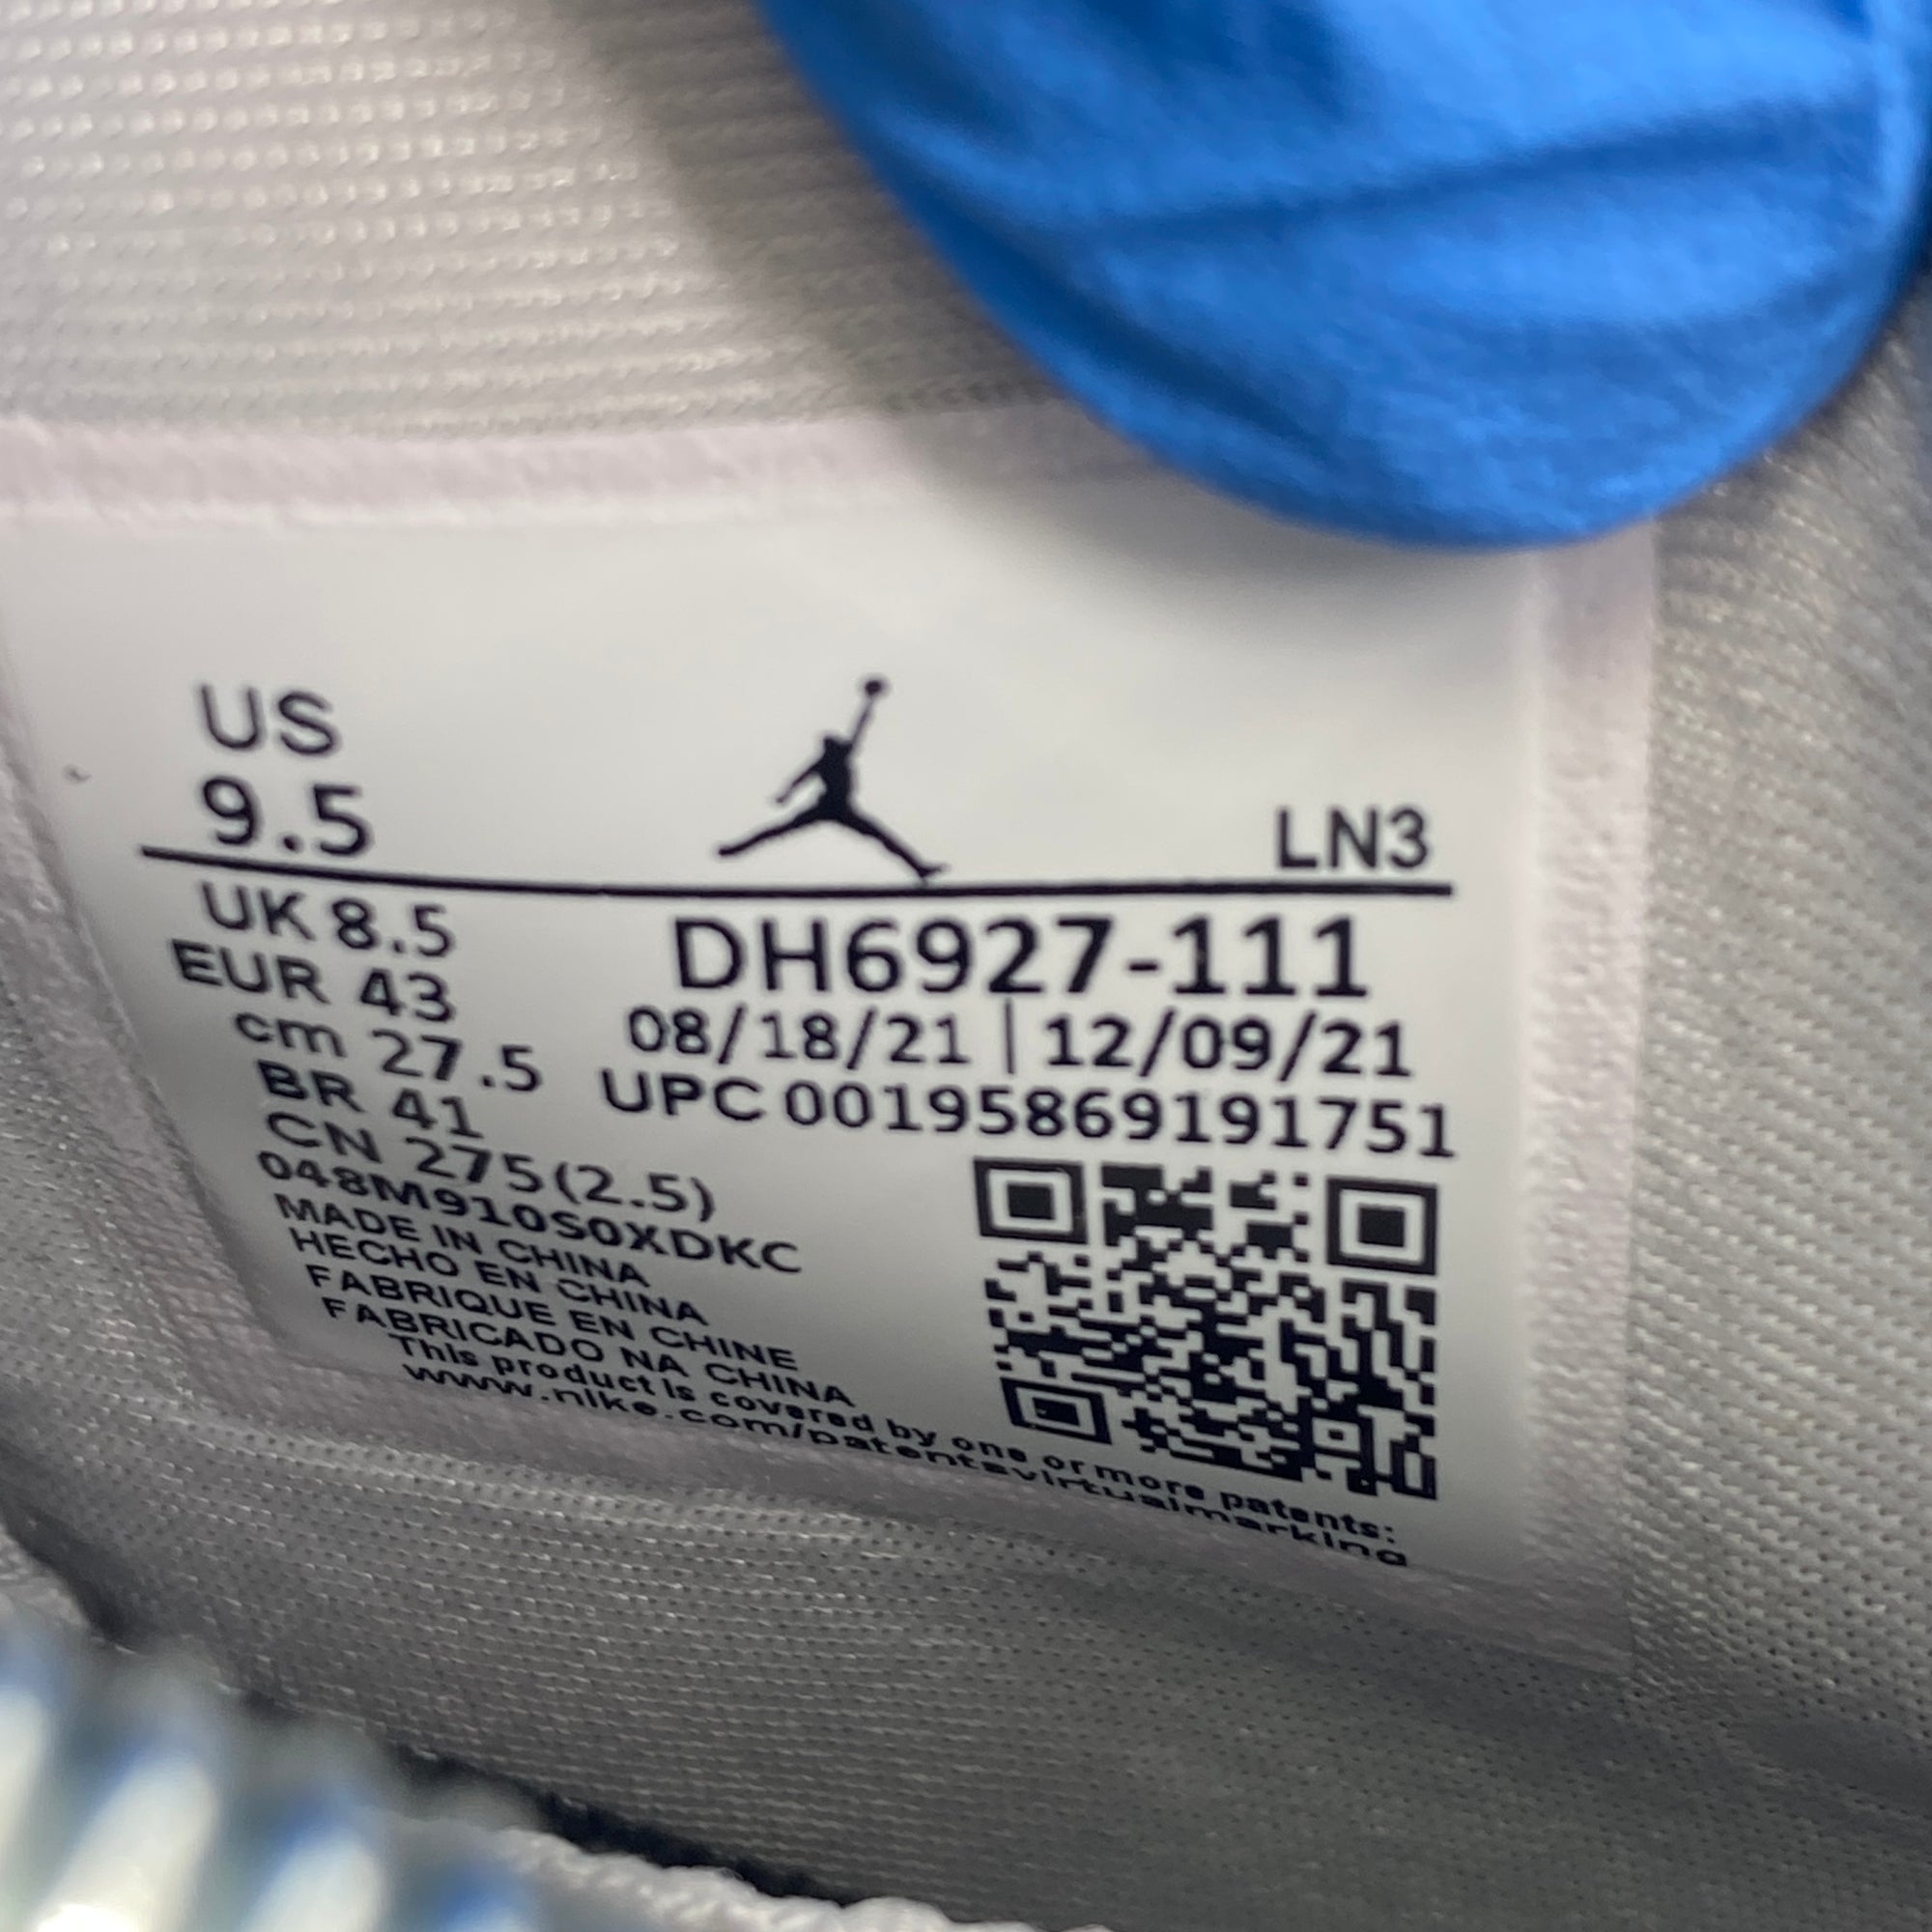 US
9.5
LN3
UK 8.5
EUR 43
cm 27.5
BR 41
CN 275(2.5)
DH6927-111
08/18/21 | 12/09/21
UPC 00195869191751
048M910S0XDKC
MADE IN CHINA
HECHO EN CHINA
FABRIQUE EN CHINE
FABRICADO NA CHINA
This product is covered by one or more patents:
www.nike.com/patentsvirtualmarking